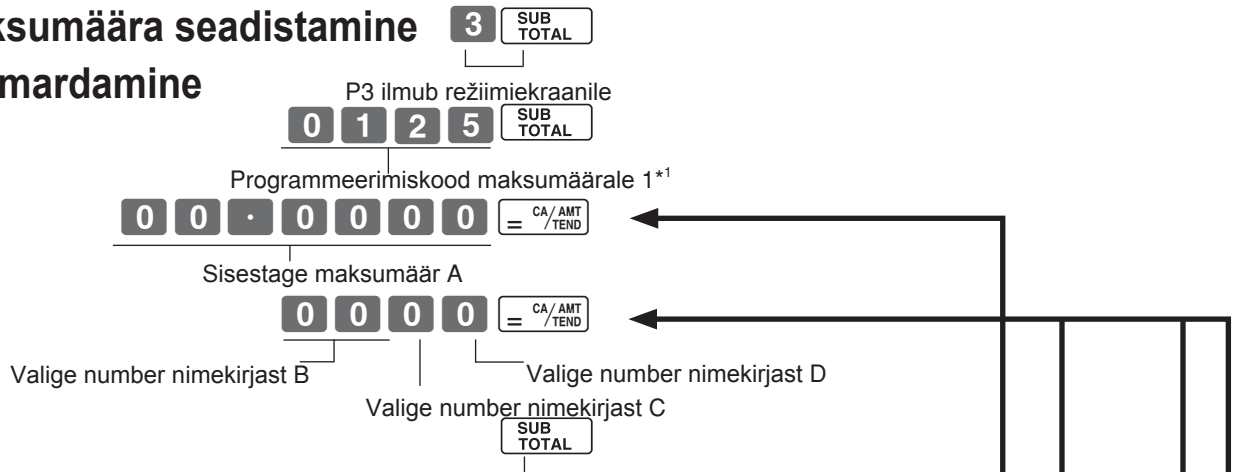 ksumäära seadistamine 3 SUB TOTAL
mardamine
P3 ilmub režiimiekraanile
0 1 2 5 SUB TOTAL
Programmeerimiskood maksumäärale 1*1
0 0 · 0 0 0 0 = CA/AMT TEND
Sisestage maksumäär A
0 0 0 0 = CA/AMT TEND
Valige number nimekirjast B
Valige number nimekirjast D
Valige number nimekirjast C
SUB TOTAL